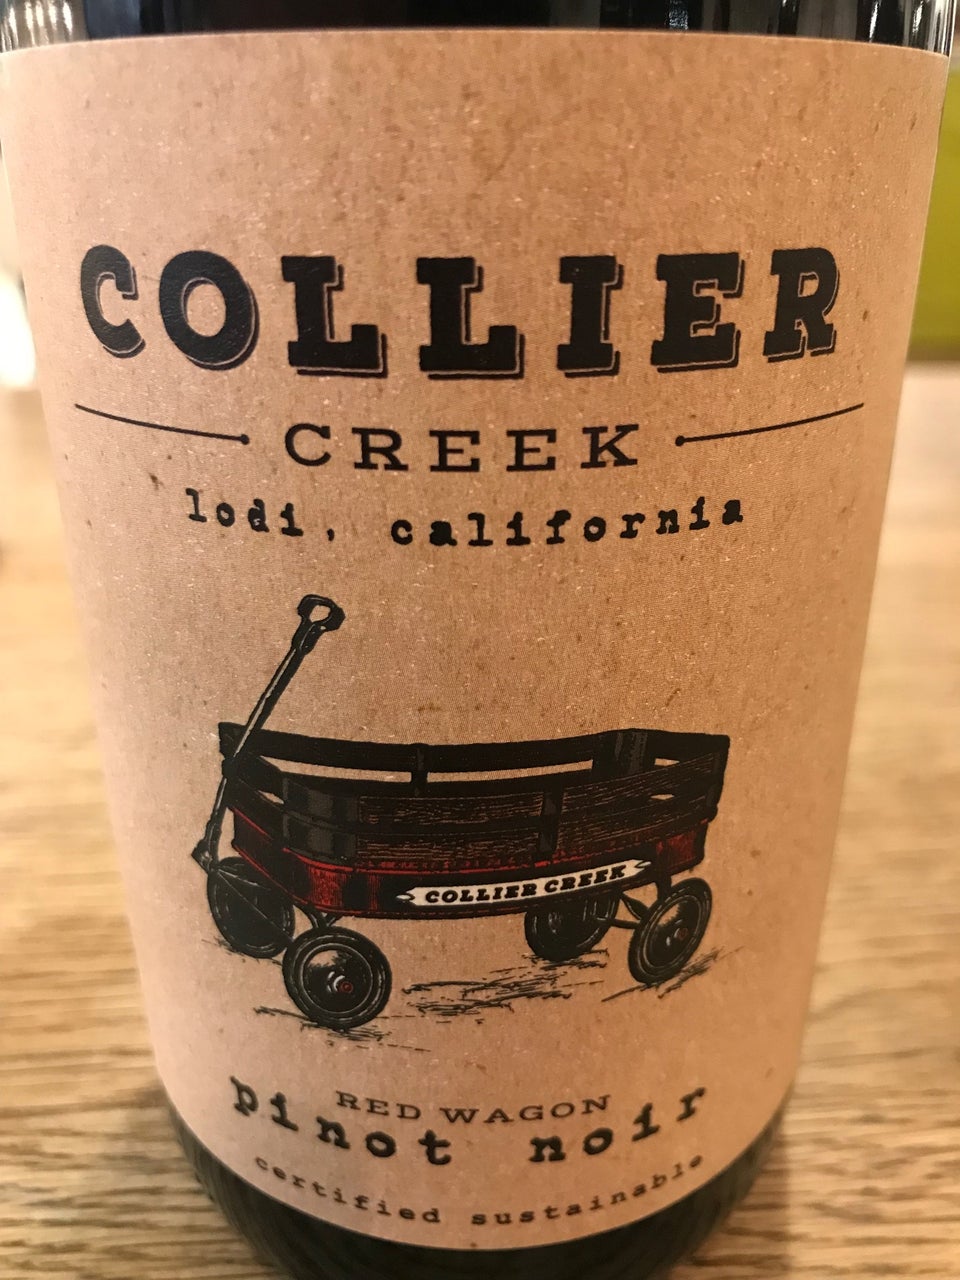 COLLIER
CREEK
lodi, california
COLLIER CREEK
RED WAGON
pinot noir
certified sustainable